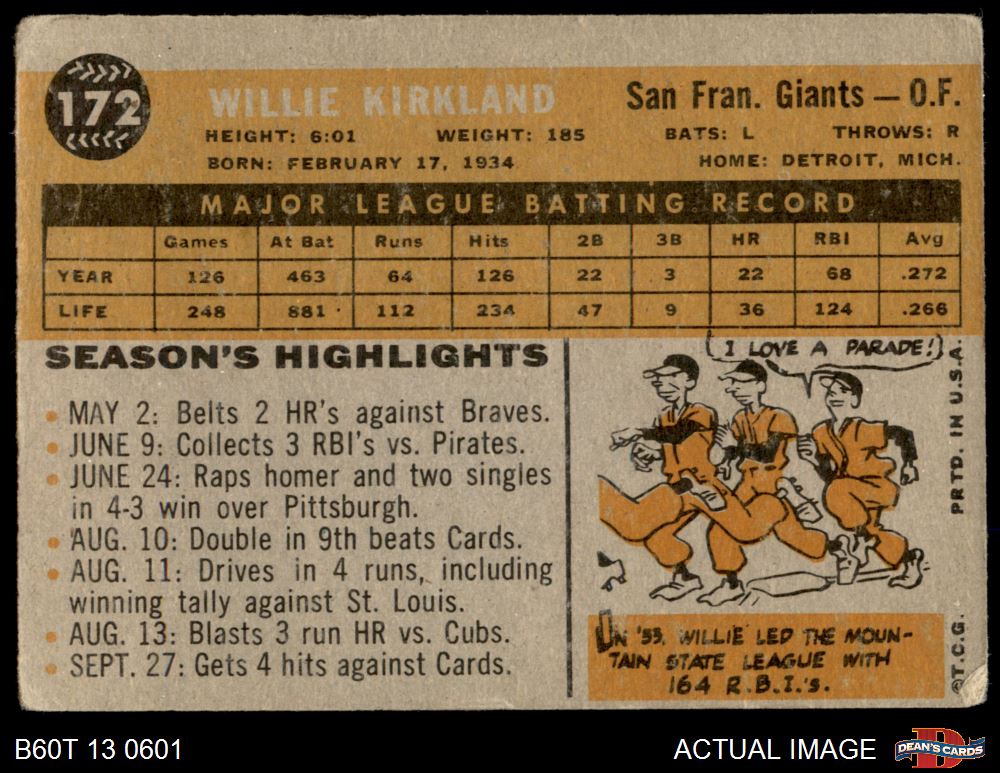 172
WILLIE KIRKLAND
San Fran. Giants — O.F.
HEIGHT: 6:01 WEIGHT: 185 BATS: L THROWS: R
BORN: FEBRUARY 17, 1934 HOME: DETROIT, MICH.
MAJOR LEAGUE BATTING RECORD
Games At Bat Runs Hits 2B 3B HR RBI Avg
YEAR 126 463 64 126 22 3 22 68 .272
LIFE 248 881 112 234 47 9 36 124 .266
SEASON'S HIGHLIGHTS
• MAY 2: Belts 2 HR's against Braves.
• JUNE 9: Collects 3 RBI's vs. Pirates.
• JUNE 24: Raps homer and two singles
in 4-3 win over Pittsburgh.
• AUG. 10: Double in 9th beats Cards.
• AUG. 11: Drives in 4 runs, including
winning tally against St. Louis.
• AUG. 13: Blasts 3 run HR vs. Cubs.
• SEPT. 27: Gets 4 hits against Cards.
I LOVE A PARADE!
IN '53, WILLIE LED THE MOUN-
TAIN STATE LEAGUE WITH
164 R.B.I.'s.
©T.C.G. PRTD. IN U.S.A.
B60T 13 0601
ACTUAL IMAGE
DEAN'S CARDS